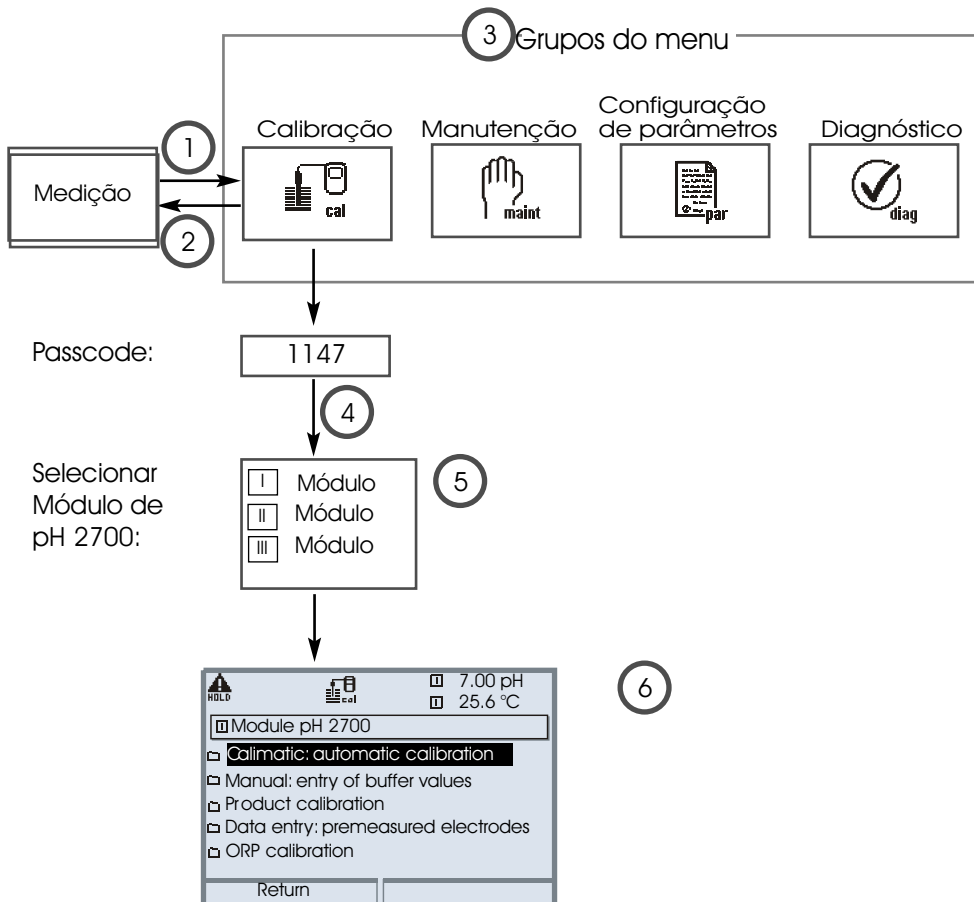 3 Grupos do menu
Calibração Manutenção Configuração de parâmetros Diagnóstico
1
Medição
cal maint par diag
2
Passcode: 1147
4
Selecionar
Módulo de
pH 2700:
I Módulo
II Módulo
III Módulo
5
HOLD cal I 7.00 pH
I 25.6 °C
6
I Module pH 2700
Calimatic: automatic calibration
Manual: entry of buffer values
Product calibration
Data entry: premeasured electrodes
ORP calibration
Return